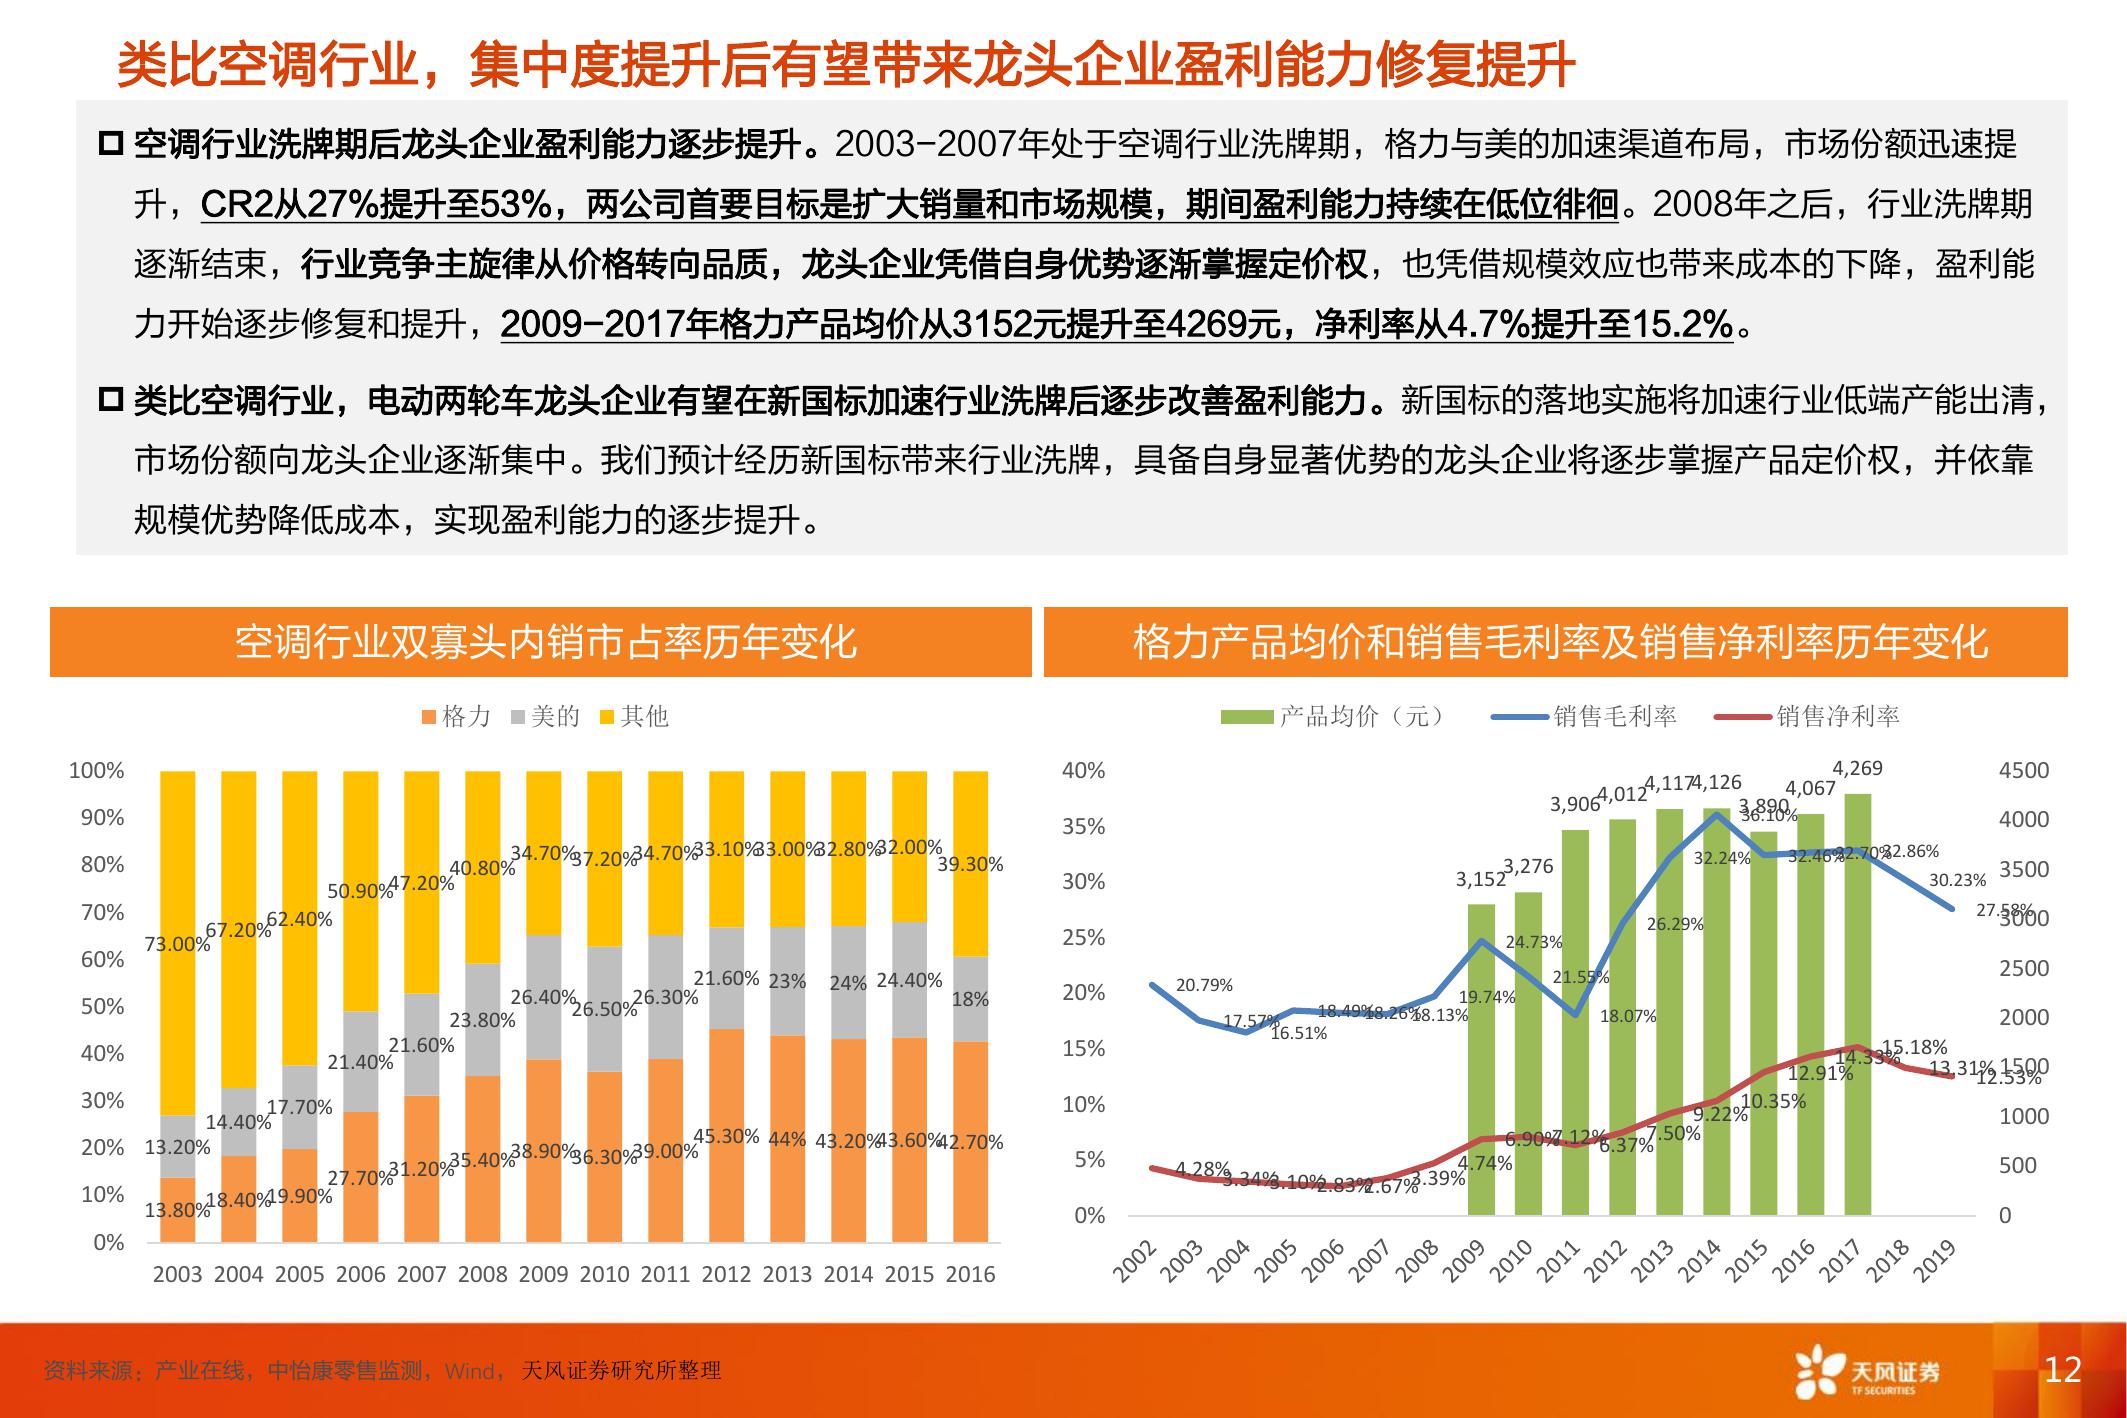 类比空调行业，集中度提升后有望带来龙头企业盈利能力修复提升
空调行业洗牌期后龙头企业盈利能力逐步提升。2003-2007年处于空调行业洗牌期，格力与美的加速渠道布局，市场份额迅速提
升，CR2从27%提升至53%，两公司首要目标是扩大销量和市场规模，期间盈利能力持续在低位徘徊。2008年之后，行业洗牌期
逐渐结束，行业竞争主旋律从价格转向品质，龙头企业凭借自身优势逐渐掌握定价权，也凭借规模效应也带来成本的下降，盈利能
力开始逐步修复和提升，2009-2017年格力产品均价从3152元提升至4269元，净利率从4.7%提升至15.2%。
类比空调行业，电动两轮车龙头企业有望在新国标加速行业洗牌后逐步改善盈利能力。新国标的落地实施将加速行业低端产能出清，
市场份额向龙头企业逐渐集中。我们预计经历新国标带来行业洗牌，具备自身显著优势的龙头企业将逐步掌握产品定价权，并依靠
规模优势降低成本，实现盈利能力的逐步提升。
空调行业双寡头内销市占率历年变化
格力 美的 其他
100%
90%
80%
70%
60%
50%
40%
30%
20%
10%
0%
73.00% 67.20% 62.40% 50.90% 47.20% 40.80% 34.70% 37.20% 34.70% 33.10% 33.00% 32.80% 32.00% 39.30%
13.20% 14.40% 17.70% 21.40% 21.60% 23.80% 26.40% 26.50% 26.30% 21.60% 23% 24% 24.40% 18%
13.80% 18.40% 19.90% 27.70% 31.20% 35.40% 38.90% 36.30% 39.00% 45.30% 44% 43.20% 43.60% 42.70%
2003 2004 2005 2006 2007 2008 2009 2010 2011 2012 2013 2014 2015 2016
格力产品均价和销售毛利率及销售净利率历年变化
产品均价（元） 销售毛利率 销售净利率
40%
35%
30%
25%
20%
15%
10%
5%
0%
3,152 3,276 3,906 4,012 4,117 4,126 3,890 4,067 4,269
20.79% 17.57% 16.51% 18.49% 18.26% 18.13% 19.74% 24.73% 21.55% 18.07% 26.29% 32.24% 36.10% 32.46% 32.70% 32.86% 30.23% 27.58%
4.28% 3.34% 3.10% 2.83% 2.67% 3.39% 4.74% 6.90% 7.12% 6.37% 7.50% 9.22% 10.35% 12.91% 14.33% 15.18% 13.31% 12.53%
4500
4000
3500
3000
2500
2000
1500
1000
500
0
2002 2003 2004 2005 2006 2007 2008 2009 2010 2011 2012 2013 2014 2015 2016 2017 2018 2019
资料来源：产业在线，中怡康零售监测，Wind，天风证券研究所整理
天风证券
TF SECURITIES
12